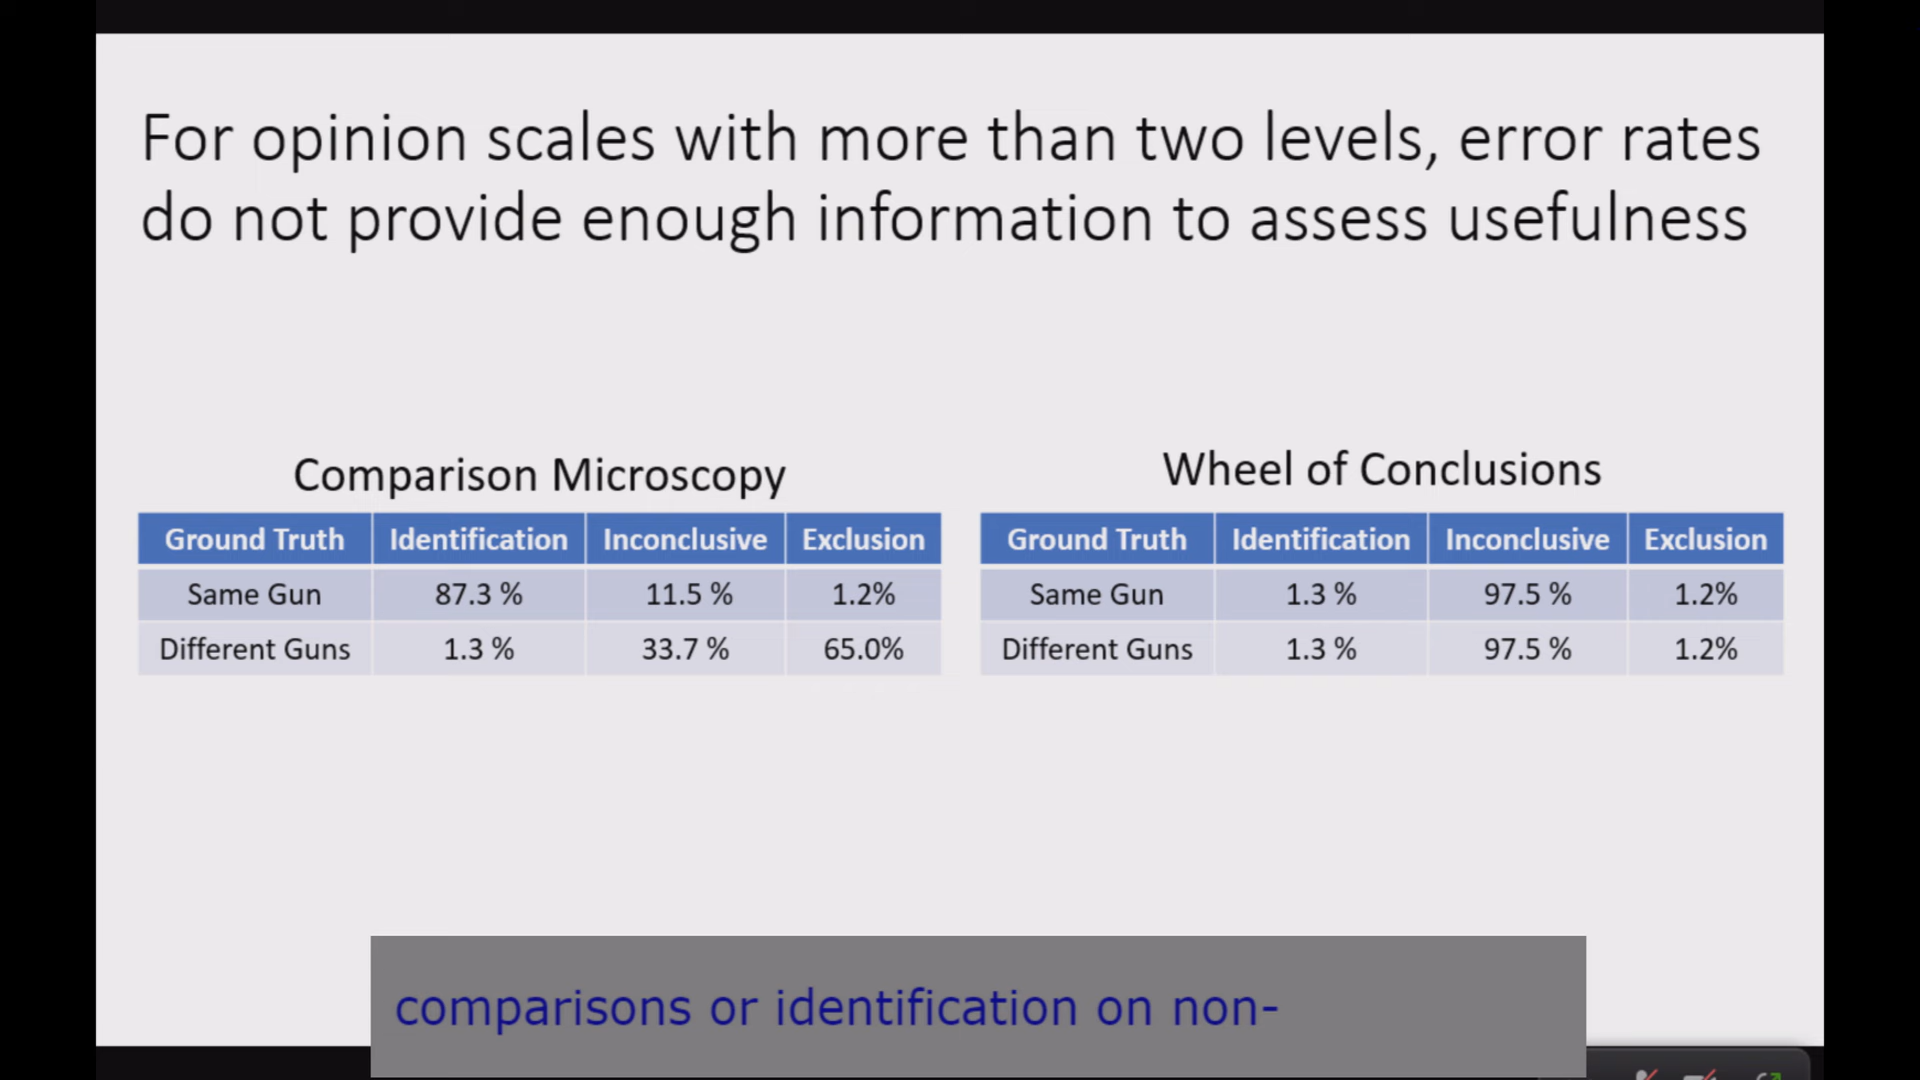 For opinion scales with more than two levels, error rates
do not provide enough information to assess usefulness
Comparison Microscopy
Ground Truth Identification Inconclusive Exclusion
Same Gun 87.3 % 11.5 % 1.2%
Different Guns 1.3 % 33.7 % 65.0%
Wheel of Conclusions
Ground Truth Identification Inconclusive Exclusion
Same Gun 1.3 % 97.5 % 1.2%
Different Guns 1.3 % 97.5 % 1.2%
comparisons or identification on non-